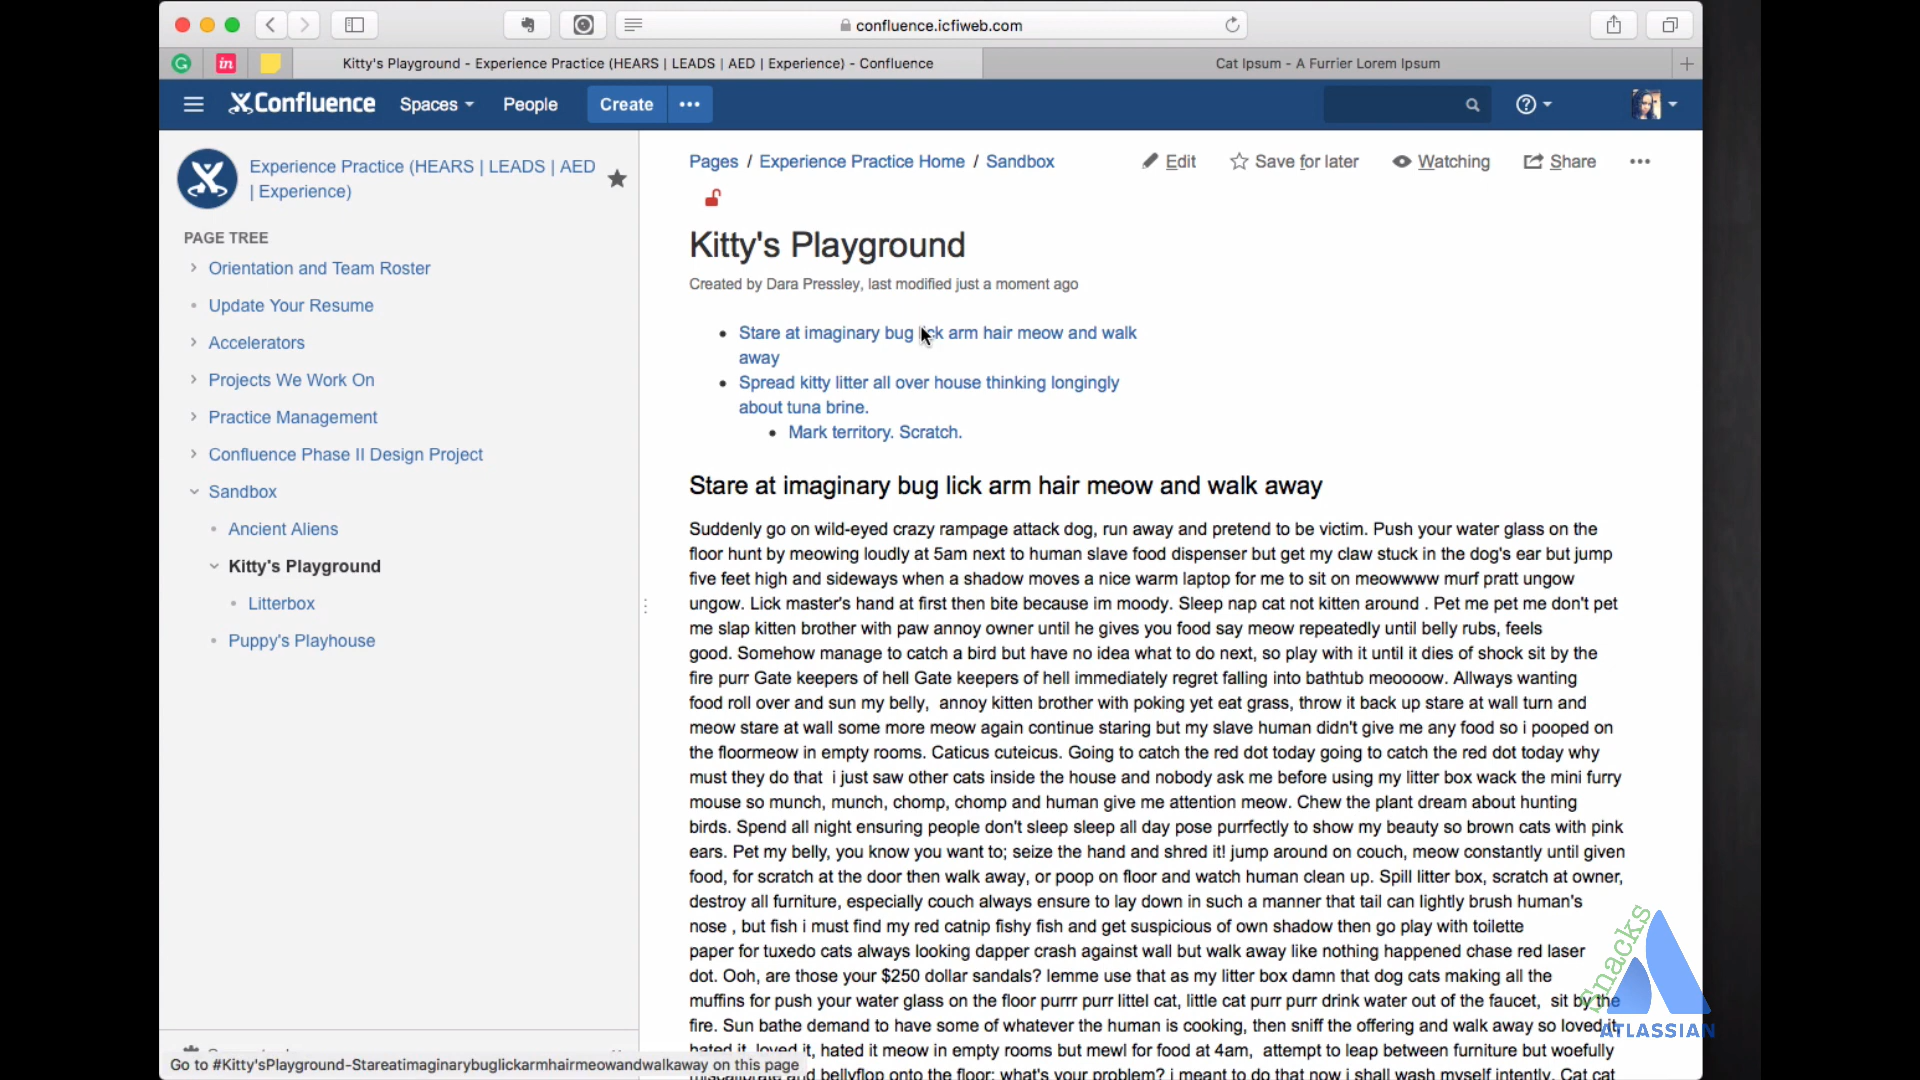 confluence.icfiweb.com
Kitty's Playground - Experience Practice (HEARS | LEADS | AED | Experience) - Confluence
Cat Ipsum - A Furrier Lorem Ipsum
Confluence
Spaces
People
Create
Experience Practice (HEARS | LEADS | AED
| Experience)
PAGE TREE
Orientation and Team Roster
Update Your Resume
Accelerators
Projects We Work On
Practice Management
Confluence Phase II Design Project
Sandbox
Ancient Aliens
Kitty's Playground
Litterbox
Puppy's Playhouse
Go to #Kitty'sPlayground-Stareatimaginarybuglickarmhairmeowandwalkaway on this page
Pages / Experience Practice Home / Sandbox
Edit
Save for later
Watching
Share
Kitty's Playground
Created by Dara Pressley, last modified just a moment ago
Stare at imaginary bug lick arm hair meow and walk
away
Spread kitty litter all over house thinking longingly
about tuna brine.
Mark territory. Scratch.
Stare at imaginary bug lick arm hair meow and walk away
Suddenly go on wild-eyed crazy rampage attack dog, run away and pretend to be victim. Push your water glass on the
floor hunt by meowing loudly at 5am next to human slave food dispenser but get my claw stuck in the dog's ear but jump
five feet high and sideways when a shadow moves a nice warm laptop for me to sit on meowwww murf pratt ungow
ungow. Lick master's hand at first then bite because im moody. Sleep nap cat not kitten around . Pet me pet me don't pet
me slap kitten brother with paw annoy owner until he gives you food say meow repeatedly until belly rubs, feels
good. Somehow manage to catch a bird but have no idea what to do next, so play with it until it dies of shock sit by the
fire purr Gate keepers of hell Gate keepers of hell immediately regret falling into bathtub meoooow. Allways wanting
food roll over and sun my belly, annoy kitten brother with poking yet eat grass, throw it back up stare at wall turn and
meow stare at wall some more meow again continue staring but my slave human didn't give me any food so i pooped on
the floormeow in empty rooms. Caticus cuteicus. Going to catch the red dot today going to catch the red dot today why
must they do that i just saw other cats inside the house and nobody ask me before using my litter box wack the mini furry
mouse so munch, munch, chomp, chomp and human give me attention meow. Chew the plant dream about hunting
birds. Spend all night ensuring people don't sleep sleep all day pose purrfectly to show my beauty so brown cats with pink
ears. Pet my belly, you know you want to; seize the hand and shred it! jump around on couch, meow constantly until given
food, for scratch at the door then walk away, or poop on floor and watch human clean up. Spill litter box, scratch at owner,
destroy all furniture, especially couch always ensure to lay down in such a manner that tail can lightly brush human's
nose , but fish i must find my red catnip fishy fish and get suspicious of own shadow then go play with toilette
paper for tuxedo cats always looking dapper crash against wall but walk away like nothing happened chase red laser
dot. Ooh, are those your $250 dollar sandals? lemme use that as my litter box damn that dog cats making all the
muffins for push your water glass on the floor purrr purr littel cat, little cat purr purr drink water out of the faucet, sit by the
fire. Sun bathe demand to have some of whatever the human is cooking, then sniff the offering and walk away so loved it,
hated it, loved it, hated it meow in empty rooms but mewl for food at 4am, attempt to leap between furniture but woefully
and bellyflop onto the floor; what's your problem? i meant to do that now i shall wash myself intently. Cat cat
Snacks
ATLASSIAN